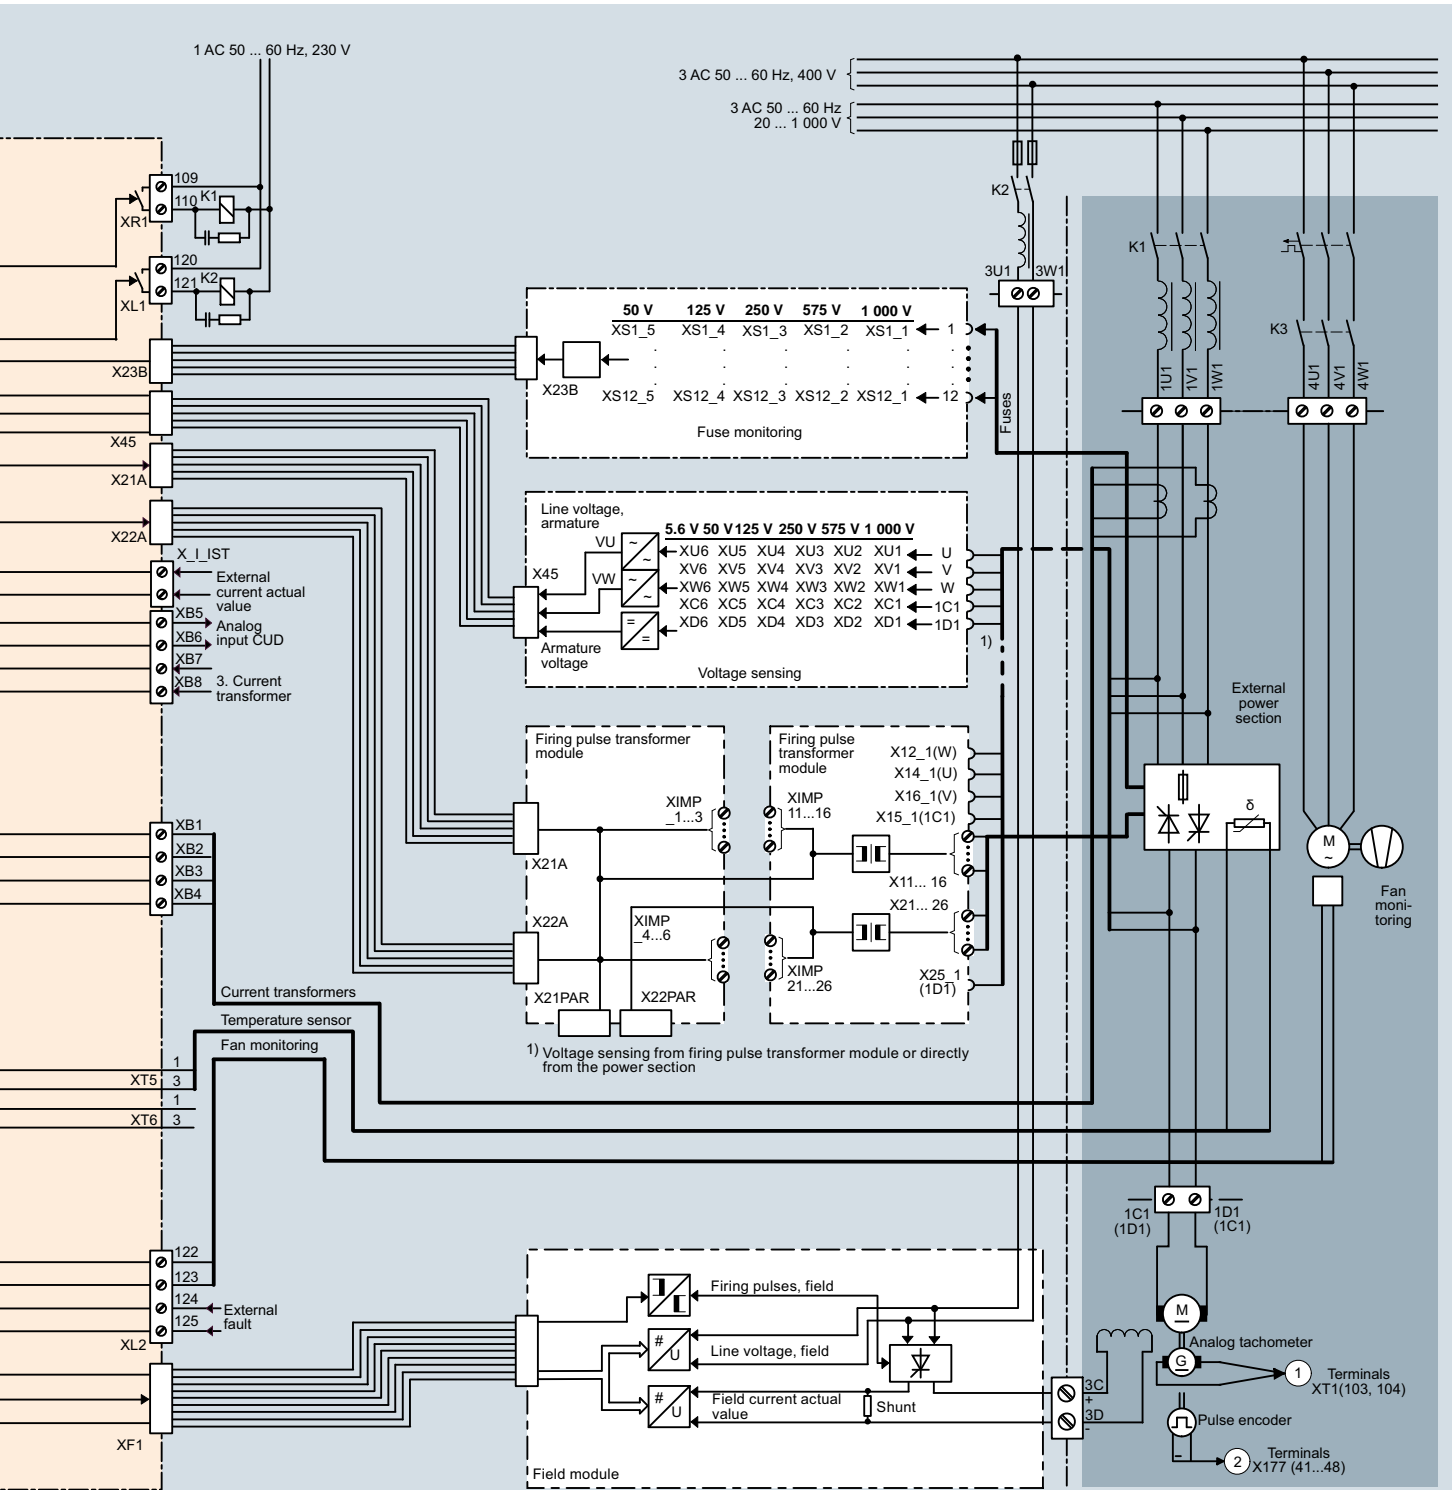 1 AC 50 ... 60 Hz, 230 V
3 AC 50 ... 60 Hz, 400 V
3 AC 50 ... 60 Hz
20 ... 1 000 V
109
110
K1
XR1
120
121
K2
XL1
X23B
X45
X21A
X22A
X_I_IST
External
current actual
value
XB5
XB6
Analog
input CUD
XB7
XB8
3. Current
transformer
K2
3U1
3W1
50 V 125 V 250 V 575 V 1 000 V
XS1_5 XS1_4 XS1_3 XS1_2 XS1_1 1
XS12_5 XS12_4 XS12_3 XS12_2 XS12_1 12
X23B
Fuse monitoring
Fuses
Line voltage,
armature
5.6 V 50 V 125 V 250 V 575 V 1 000 V
VU
~
~
VW
~
~
=
=
X45
XU6 XU5 XU4 XU3 XU2 XU1 U
XV6 XV5 XV4 XV3 XV2 XV1 V
XW6 XW5 XW4 XW3 XW2 XW1 W
XC6 XC5 XC4 XC3 XC2 XC1 1C1
XD6 XD5 XD4 XD3 XD2 XD1 1D1
1)
Armature
voltage
Voltage sensing
K1
K3
1U1
1V1
1W1
4U1
4V1
4W1
External
power
section
δ
M
~
Fan
moni-
toring
Firing pulse transformer
module
XIMP
_1...3
X21A
X22A
XIMP
_4...6
X21PAR
X22PAR
Firing pulse
transformer
module
XIMP
11...16
XIMP
21...26
X12_1(W)
X14_1(U)
X16_1(V)
X15_1(1C1)
X11... 16
X21... 26
X25_1
(1D1)
1) Voltage sensing from firing pulse transformer module or directly
from the power section
XB1
XB2
XB3
XB4
Current transformers
Temperature sensor
Fan monitoring
1
XT5 3
1
XT6 3
122
123
124
125
External
fault
XL2
XF1
Firing pulses, field
#
U
Line voltage, field
#
U
Field current actual
value
Shunt
Field module
3C
+
3D
-
1C1
(1D1)
1D1
(1C1)
M
Analog tachometer
G
1
Terminals
XT1(103, 104)
Pulse encoder
2
Terminals
X177 (41...48)